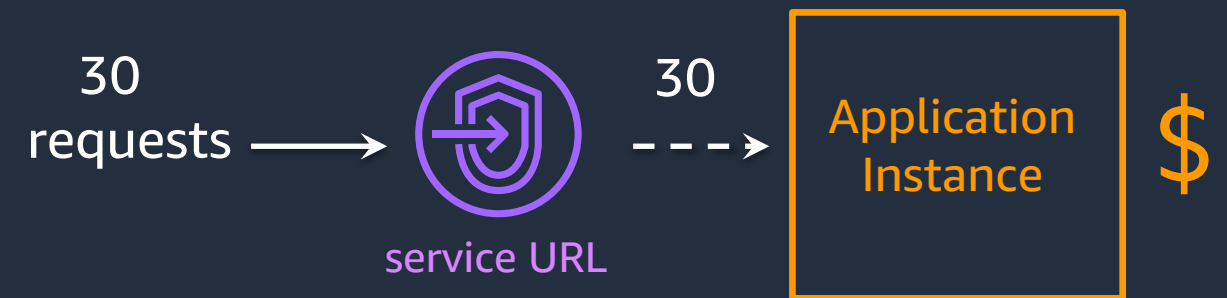 30
requests
service URL
30
Application
Instance
$